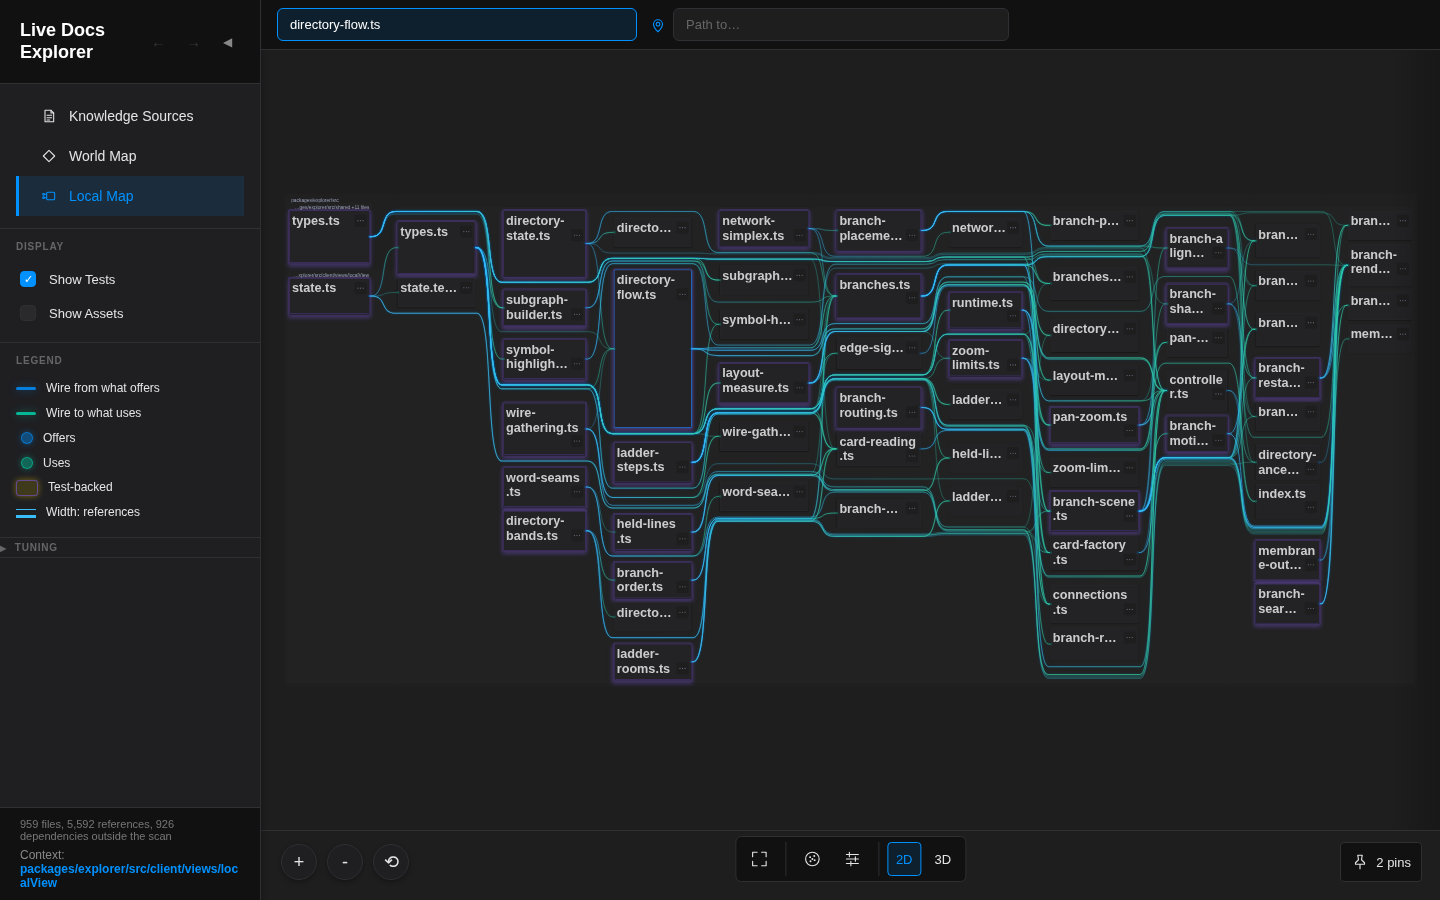 Live Docs
Explorer
← → ◀
directory-flow.ts
Path to…
Knowledge Sources
World Map
Local Map
DISPLAY
✓ Show Tests
Show Assets
LEGEND
Wire from what offers
Wire to what uses
Offers
Uses
Test-backed
Width: references
▶ TUNING
959 files, 5,592 references, 926
dependencies outside the scan
Context:
packages/explorer/src/client/views/loc
alView
packages/explorer/src
types.ts ···
state.ts ···
types.ts ···
state.te… ···
directory-
state.ts ···
subgraph-
builder.ts ···
symbol-
highligh… ···
wire-
gathering.ts
···
word-seams
.ts ···
directory-
bands.ts ···
directo… ···
directory-
flow.ts ···
ladder-
steps.ts ···
held-lines
.ts ···
branch-
order.ts ···
directo… ···
ladder-
rooms.ts ···
network-
simplex.ts ···
subgraph… ···
symbol-h… ···
layout-
measure.ts ···
wire-gath… ···
word-sea… ···
branch-
placeme… ···
branches.ts
···
edge-sig… ···
branch-
routing.ts ···
card-reading
.ts ···
branch-… ···
networ… ···
runtime.ts
···
zoom-
limits.ts ···
ladder… ···
held-li… ···
ladder… ···
branch-p… ···
branches… ···
directory… ···
layout-m… ···
pan-zoom.ts
···
zoom-lim… ···
branch-scene
.ts ···
card-factory
.ts ···
connections
.ts ···
branch-r… ···
branch-a
lign… ···
branch-
sha… ···
pan-… ···
controlle
r.ts ···
branch-
moti… ···
bran… ···
bran… ···
bran… ···
branch-
resta… ···
bran… ···
directory-
ance… ···
index.ts
···
membran
e-out… ···
branch-
sear… ···
bran… ···
branch-
rend… ···
bran… ···
mem… ···
+ - ⟲
2D 3D
2 pins